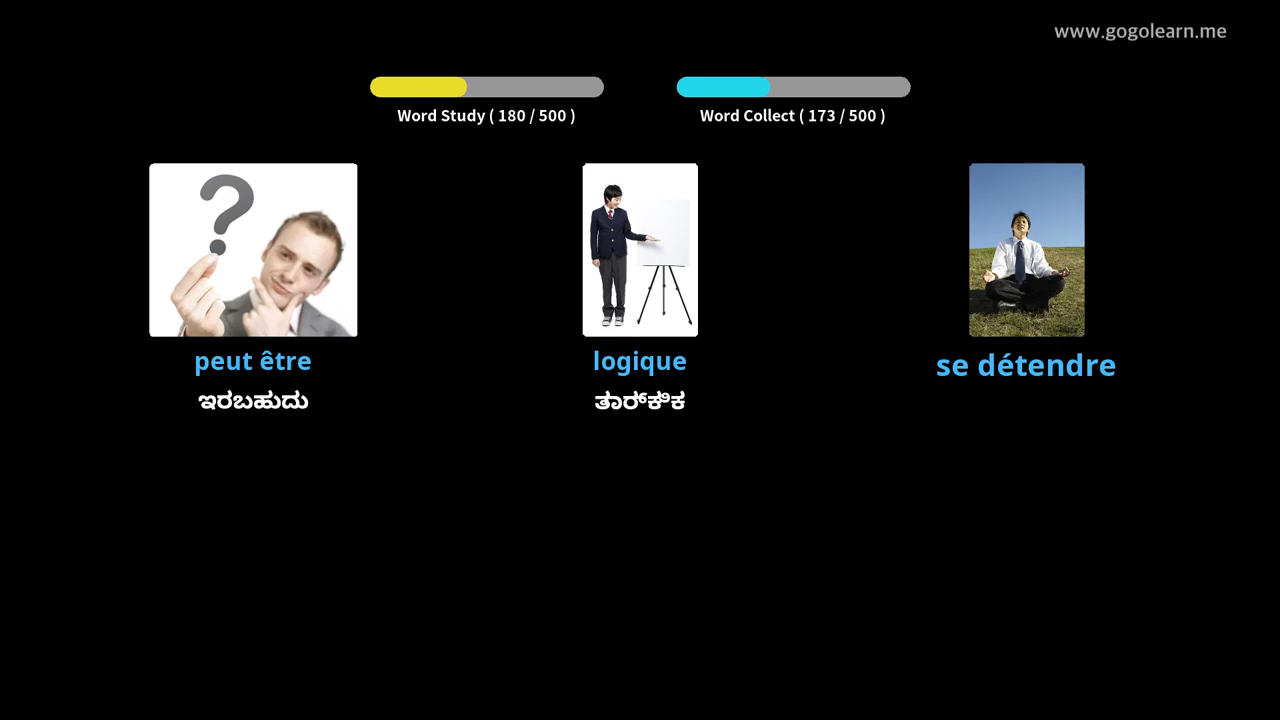 www.gogolearn.me
Word Study ( 180 / 500 )
Word Collect ( 173 / 500 )
peut être
logique
se détendre
ಇರಬಹುದು
ತಾರ್ಕಿಕ